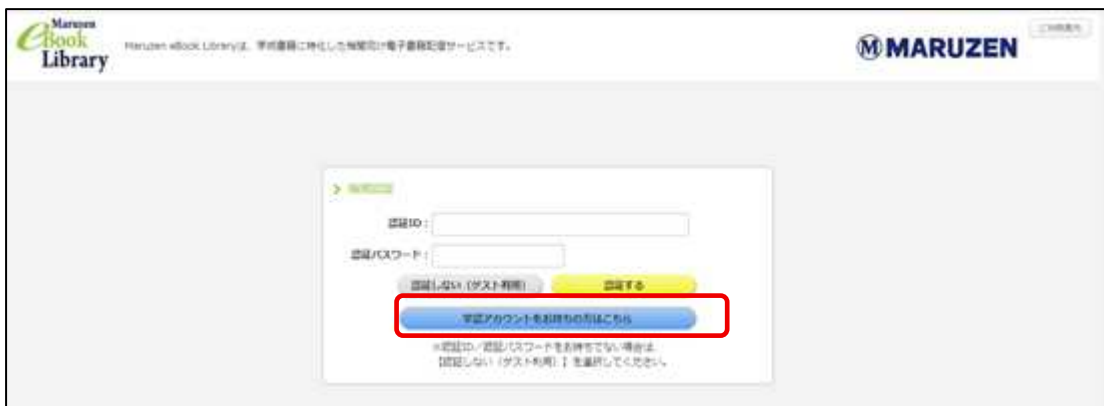 Maruzen
eBook
Library
Maruzen eBook Libraryは、学術書籍に特化した機関向け電子書籍配信サービスです。
MARUZEN
認証ID：
認証パスワード：
認証しない（ゲスト利用）
認証する
学認アカウントをお持ちの方はこちら
※認証ID／認証パスワードをお持ちでない場合は
【認証しない（ゲスト利用）】を選択してください。